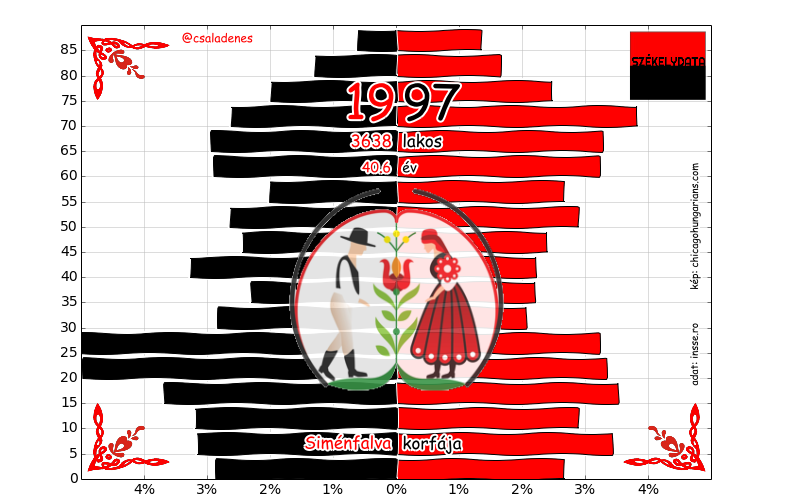 @csaladenes
SZÉKELYDATA
1997
3638 lakos
40.6 év
kép: chicagohungarians.com
adat: insse.ro
Siménfalva korfája
85
80
75
70
65
60
55
50
45
40
35
30
25
20
15
10
5
0
4% 3% 2% 1% 0% 1% 2% 3% 4%